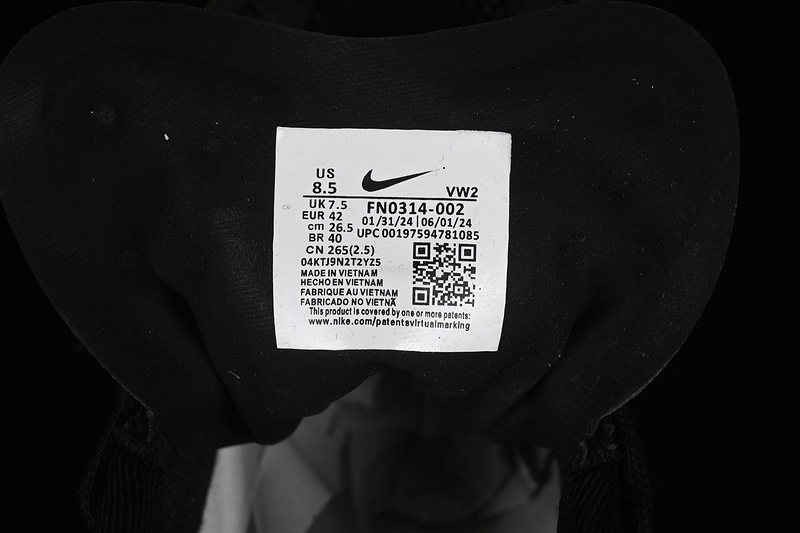 US
8.5
VW2
UK 7.5
FN0314-002
EUR 42
01/31/24 | 06/01/24
cm 26.5
UPC 00197594781085
BR 40
CN 265(2.5)
04KTJ9N2T2YZ5
MADE IN VIETNAM
HECHO EN VIETNAM
FABRIQUE AU VIETNAM
FABRICADO NO VIETNÃ
This product is covered by one or more patents:
www.nike.com/patentsvirtualmarking